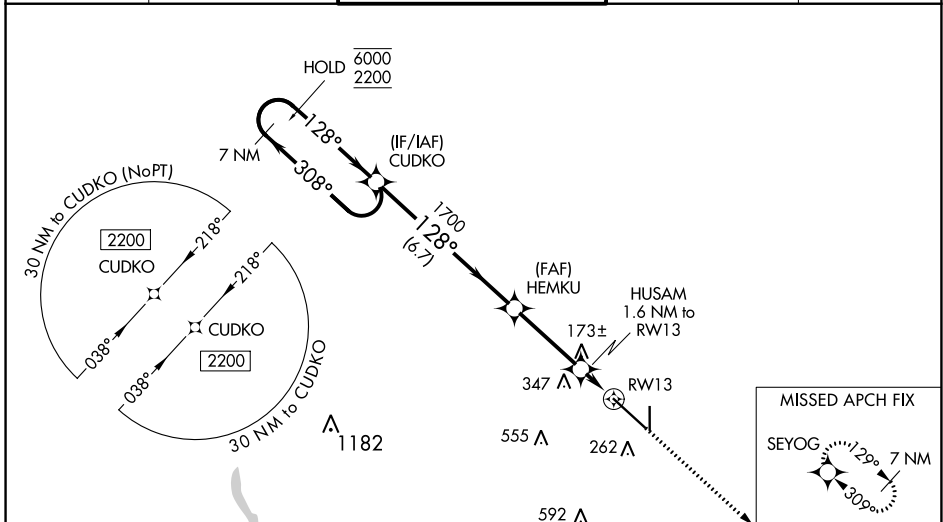 HOLD 6000
2200
7 NM
128°
308°
(IF/IAF)
CUDKO
30 NM to CUDKO (NoPT)
2200
CUDKO
218°
038°
218°
CUDKO
2200
038°
30 NM to CUDKO
1700
128°
(6.7)
(FAF)
HEMKU
HUSAM
1.6 NM to
RW13
173±
347
RW13
555
262
1182
592
MISSED APCH FIX
SEYOG
129°
7 NM
309°